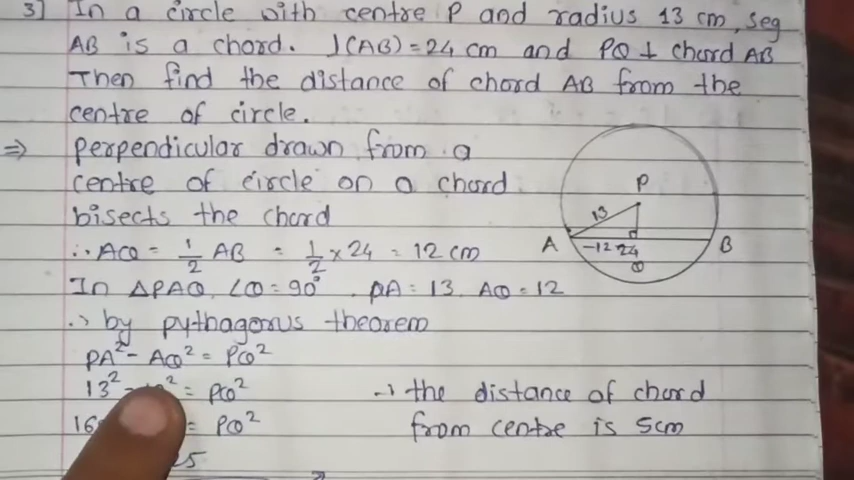 3] In a circle with centre P and radius 13 cm, seg
AB is a chord. l(AB) = 24 cm and PQ ⊥ chord AB
Then find the distance of chord AB from the
centre of circle.
⇒ perpendicular drawn from a
centre of circle on a chord
bisects the chord
∴ AQ = 1/2 AB = 1/2 × 24 = 12 cm
In ΔPAQ, ∠Q = 90° PA = 13, AQ = 12
∴ by pythagorus theorem
PA² - AQ² = PQ²
13² - = PQ²
= PQ²
∴ the distance of chord
from centre is 5cm
P
13
A
-12
24
B
Q